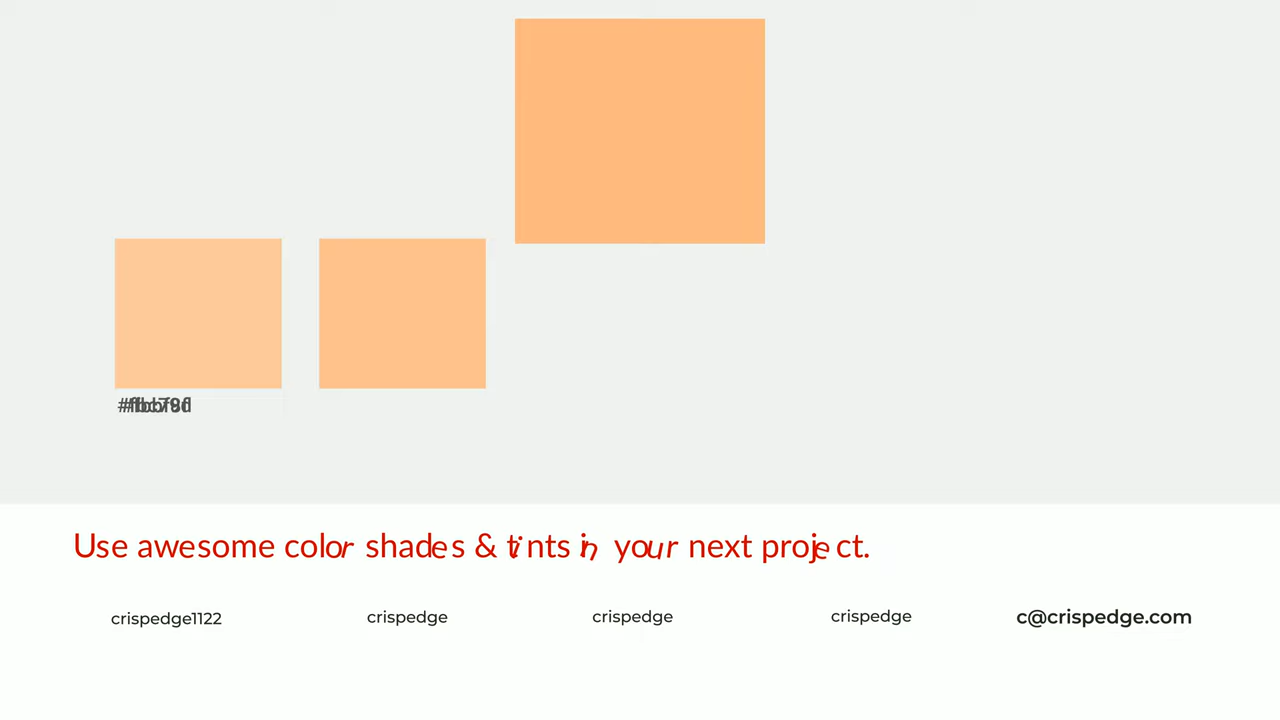 Use awesome color shades & tints in your next project.
crispedge1122 crispedge crispedge crispedge c@crispedge.com